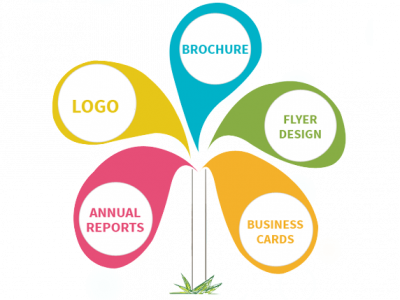 BROCHURE
LOGO
FLYER
DESIGN
ANNUAL
REPORTS
BUSINESS
CARDS